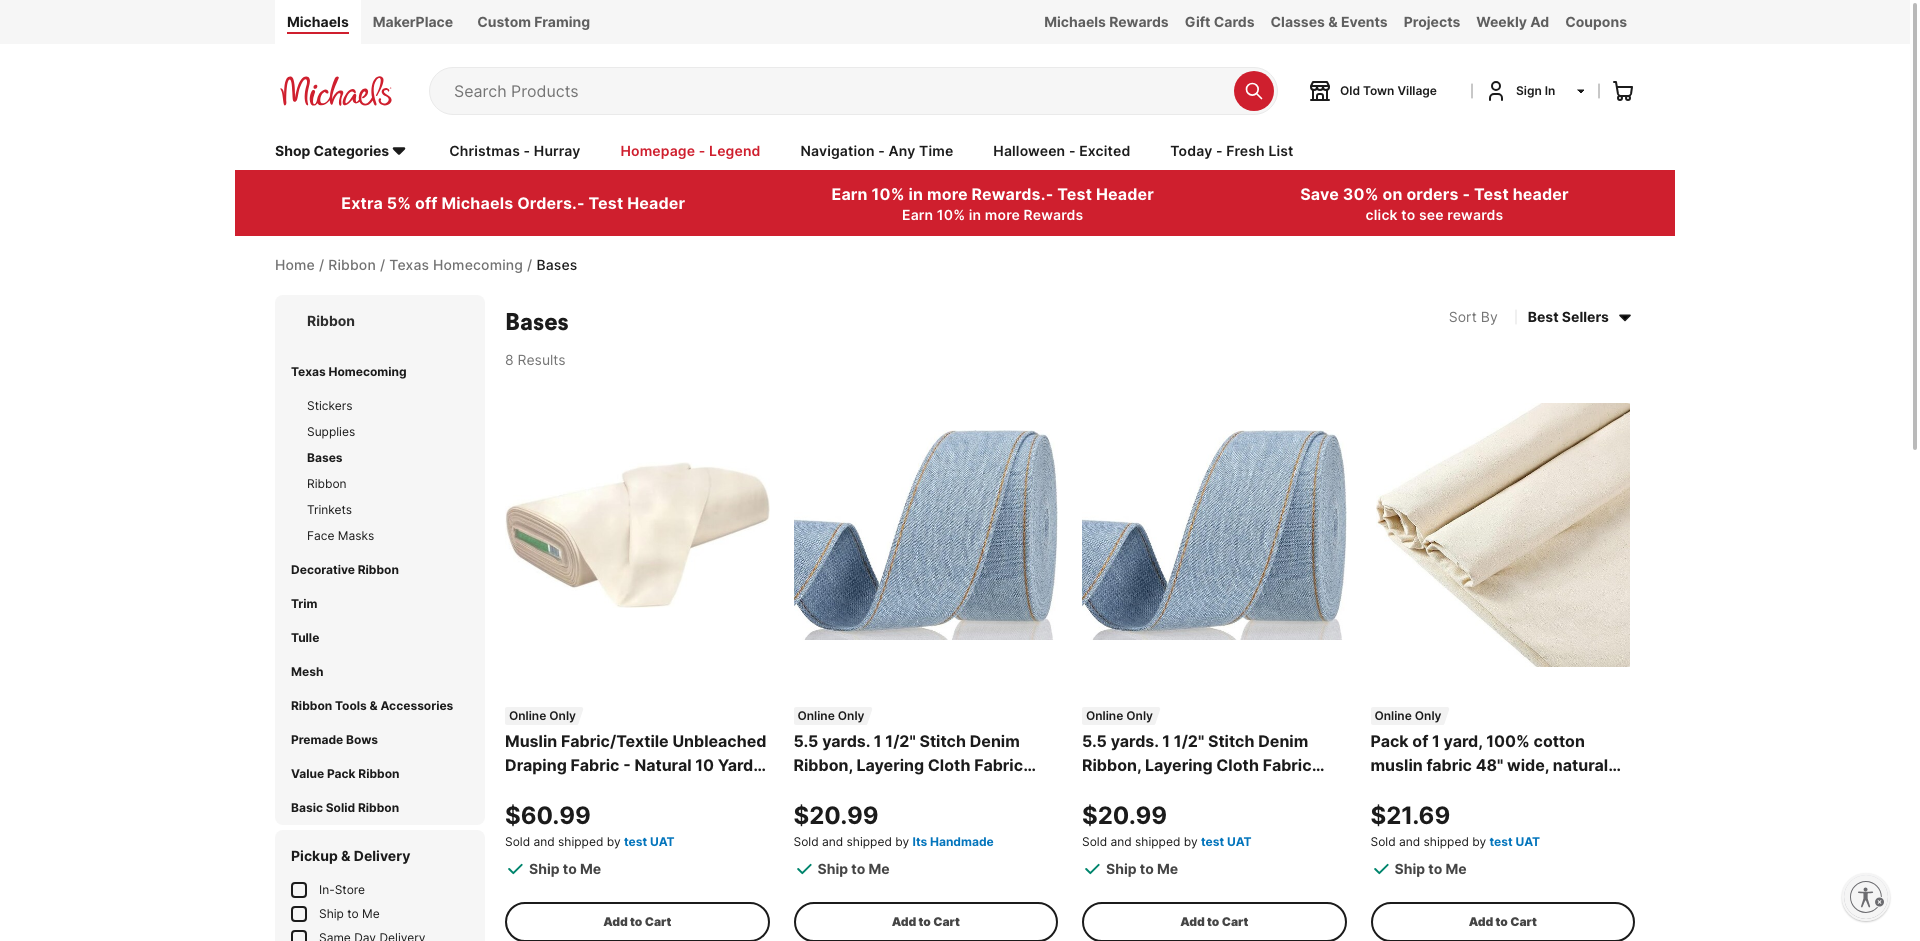 Michaels MakerPlace Custom Framing Michaels Rewards Gift Cards Classes & Events Projects Weekly Ad Coupons
Michaels
Search Products
Old Town Village
Sign In
Shop Categories Christmas - Hurray Homepage - Legend Navigation - Any Time Halloween - Excited Today - Fresh List
Extra 5% off Michaels Orders.- Test Header
Earn 10% in more Rewards.- Test Header
Earn 10% in more Rewards
Save 30% on orders - Test header
click to see rewards
Home / Ribbon / Texas Homecoming / Bases
Ribbon
Texas Homecoming
Stickers
Supplies
Bases
Ribbon
Trinkets
Face Masks
Decorative Ribbon
Trim
Tulle
Mesh
Ribbon Tools & Accessories
Premade Bows
Value Pack Ribbon
Basic Solid Ribbon
Pickup & Delivery
In-Store
Ship to Me
Same Day Delivery
Bases
8 Results
Sort By Best Sellers
Online Only
Muslin Fabric/Textile Unbleached
Draping Fabric - Natural 10 Yard...
$60.99
Sold and shipped by test UAT
Ship to Me
Add to Cart
Online Only
5.5 yards. 1 1/2" Stitch Denim
Ribbon, Layering Cloth Fabric...
$20.99
Sold and shipped by Its Handmade
Ship to Me
Add to Cart
Online Only
5.5 yards. 1 1/2" Stitch Denim
Ribbon, Layering Cloth Fabric...
$20.99
Sold and shipped by test UAT
Ship to Me
Add to Cart
Online Only
Pack of 1 yard, 100% cotton
muslin fabric 48" wide, natural...
$21.69
Sold and shipped by test UAT
Ship to Me
Add to Cart